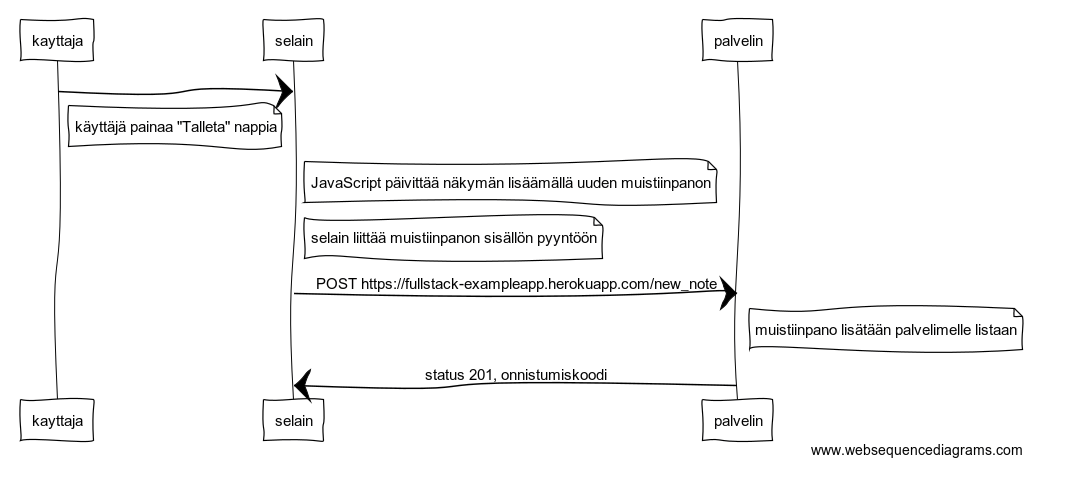 kayttaja
selain
palvelin
käyttäjä painaa "Talleta" nappia
JavaScript päivittää näkymän lisäämällä uuden muistiinpanon
selain liittää muistiinpanon sisällön pyyntöön
POST https://fullstack-exampleapp.herokuapp.com/new_note
muistiinpano lisätään palvelimelle listaan
status 201, onnistumiskoodi
kayttaja
selain
palvelin
www.websequencediagrams.com